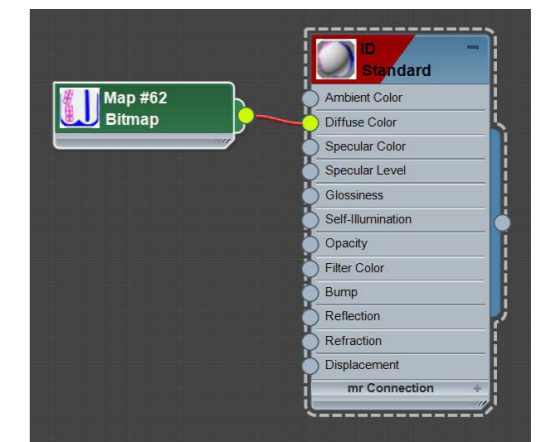 Map #62
Bitmap
ID
Standard
Ambient Color
Diffuse Color
Specular Color
Specular Level
Glossiness
Self-Illumination
Opacity
Filter Color
Bump
Reflection
Refraction
Displacement
mr Connection +